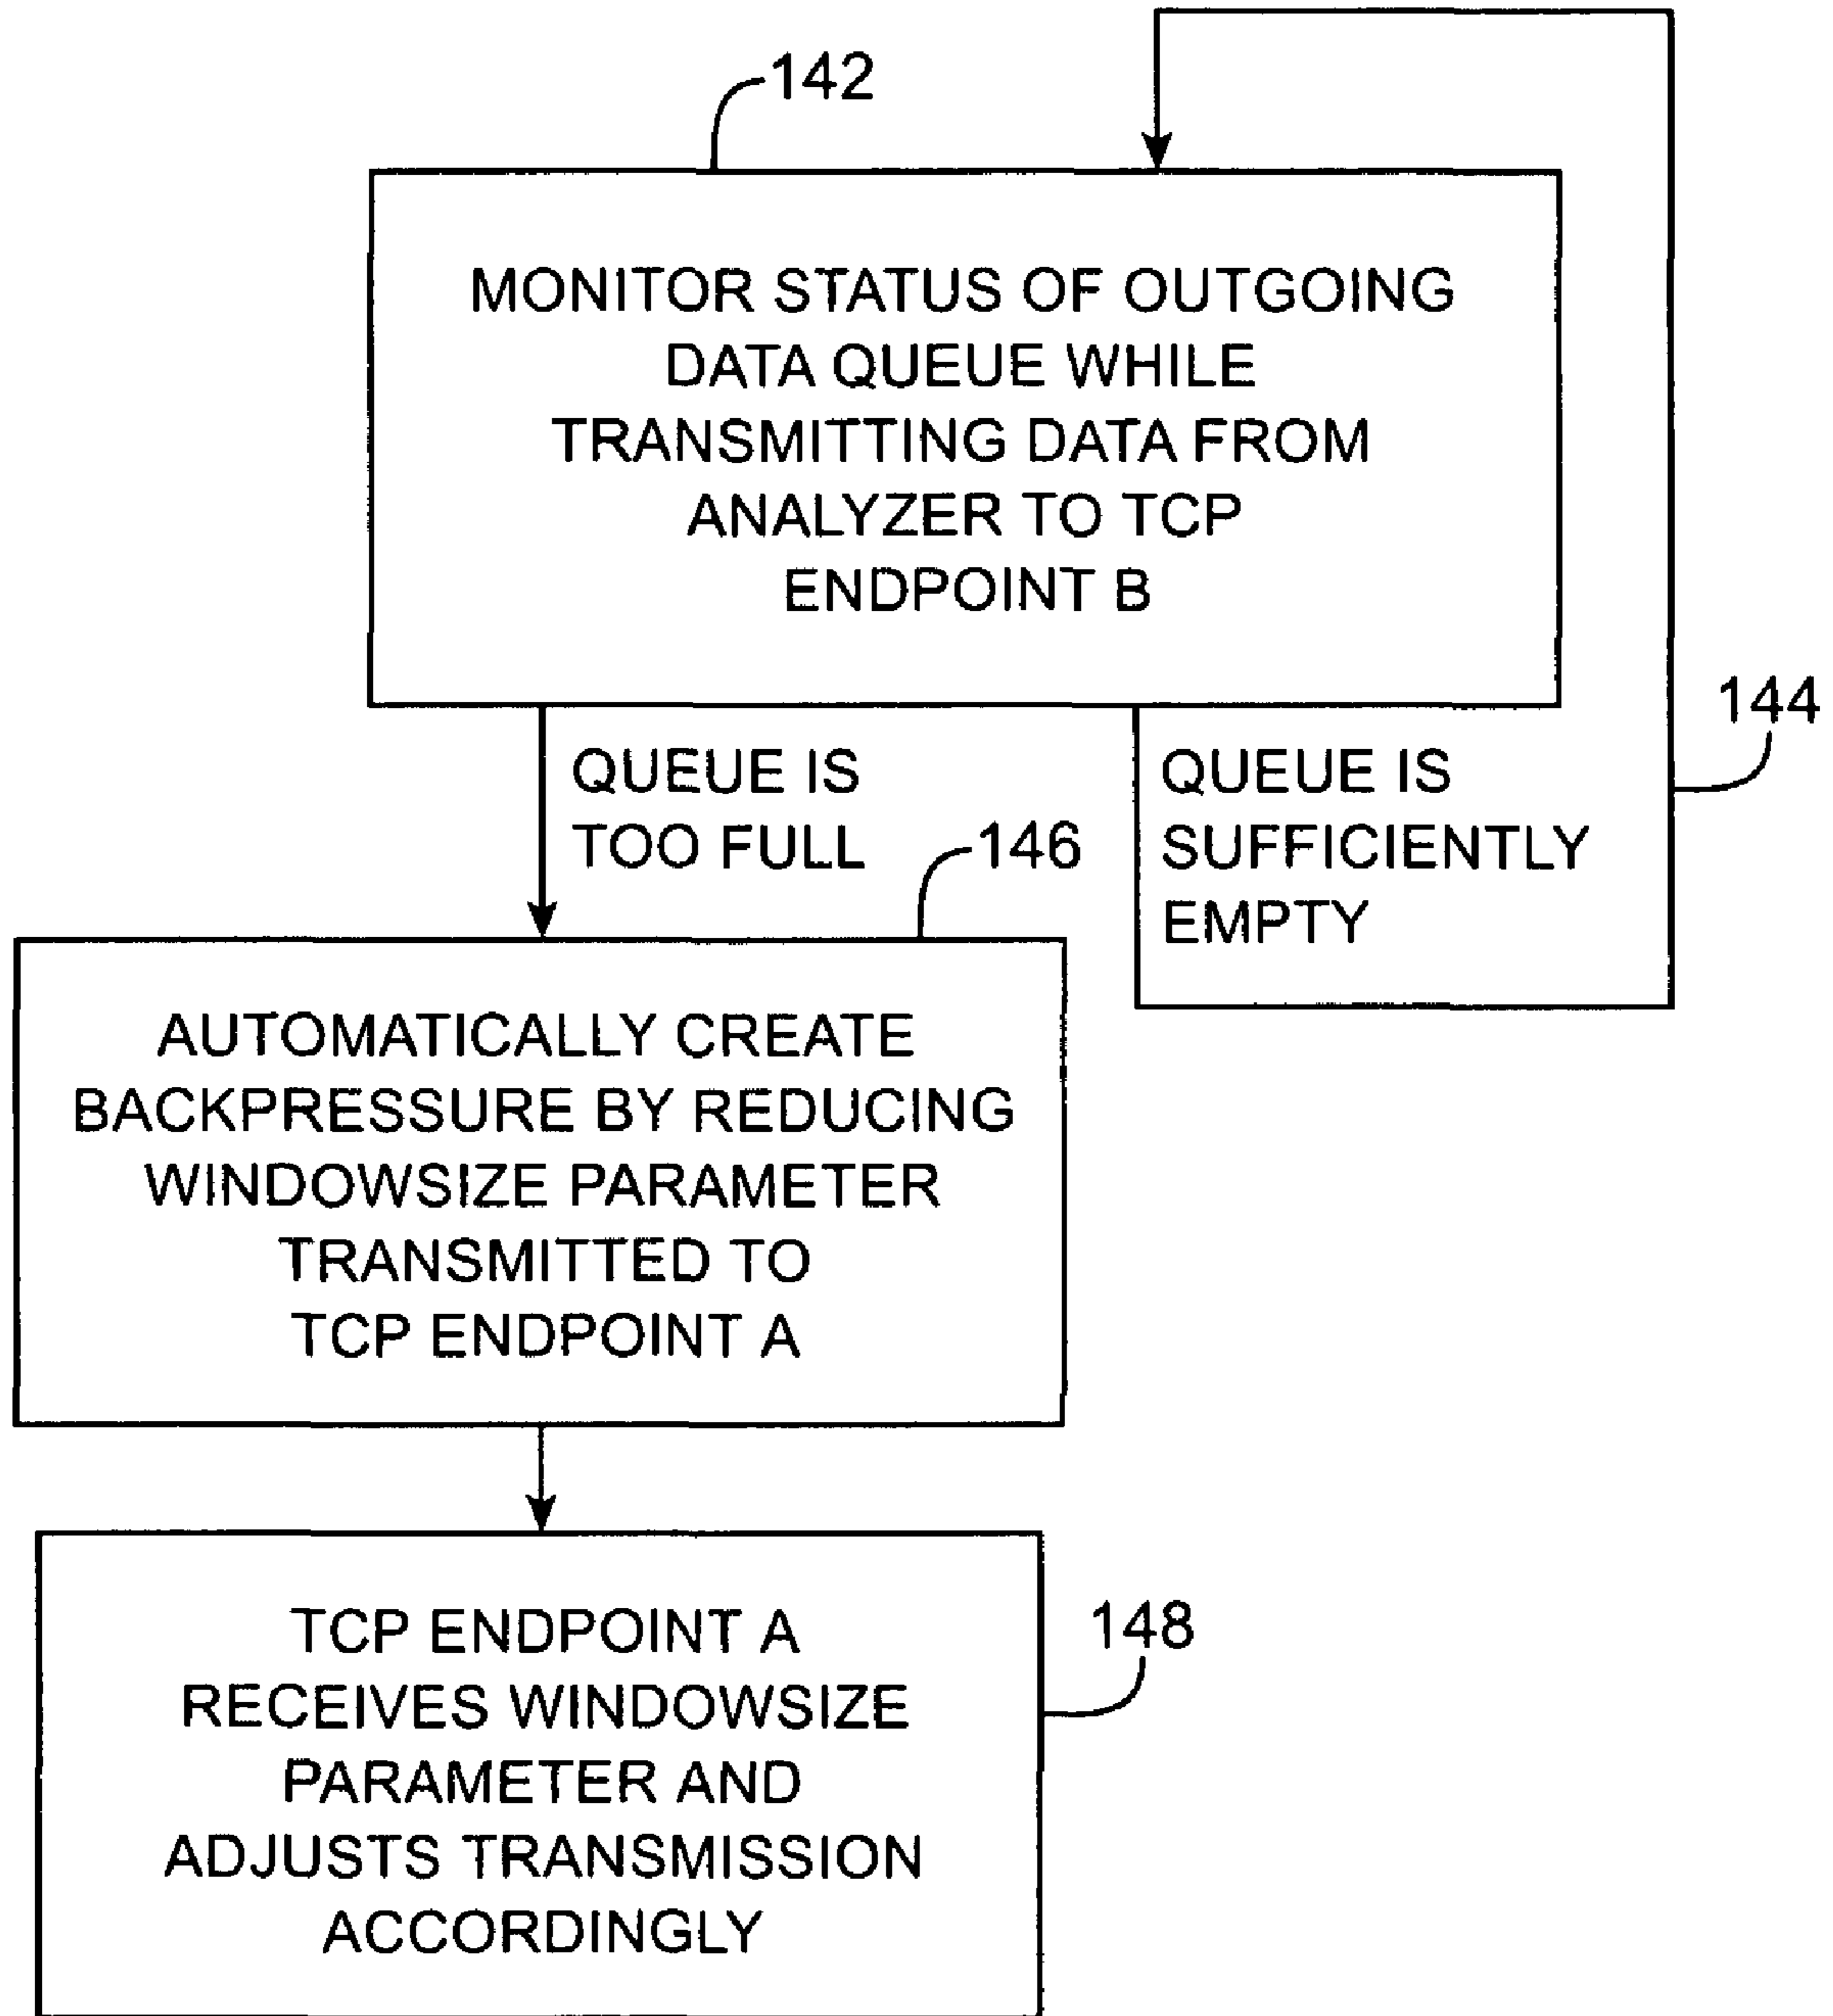 142
MONITOR STATUS OF OUTGOING
DATA QUEUE WHILE
TRANSMITTING DATA FROM
ANALYZER TO TCP
ENDPOINT B
144
QUEUE IS
TOO FULL
QUEUE IS
SUFFICIENTLY
EMPTY
146
AUTOMATICALLY CREATE
BACKPRESSURE BY REDUCING
WINDOWSIZE PARAMETER
TRANSMITTED TO
TCP ENDPOINT A
148
TCP ENDPOINT A
RECEIVES WINDOWSIZE
PARAMETER AND
ADJUSTS TRANSMISSION
ACCORDINGLY